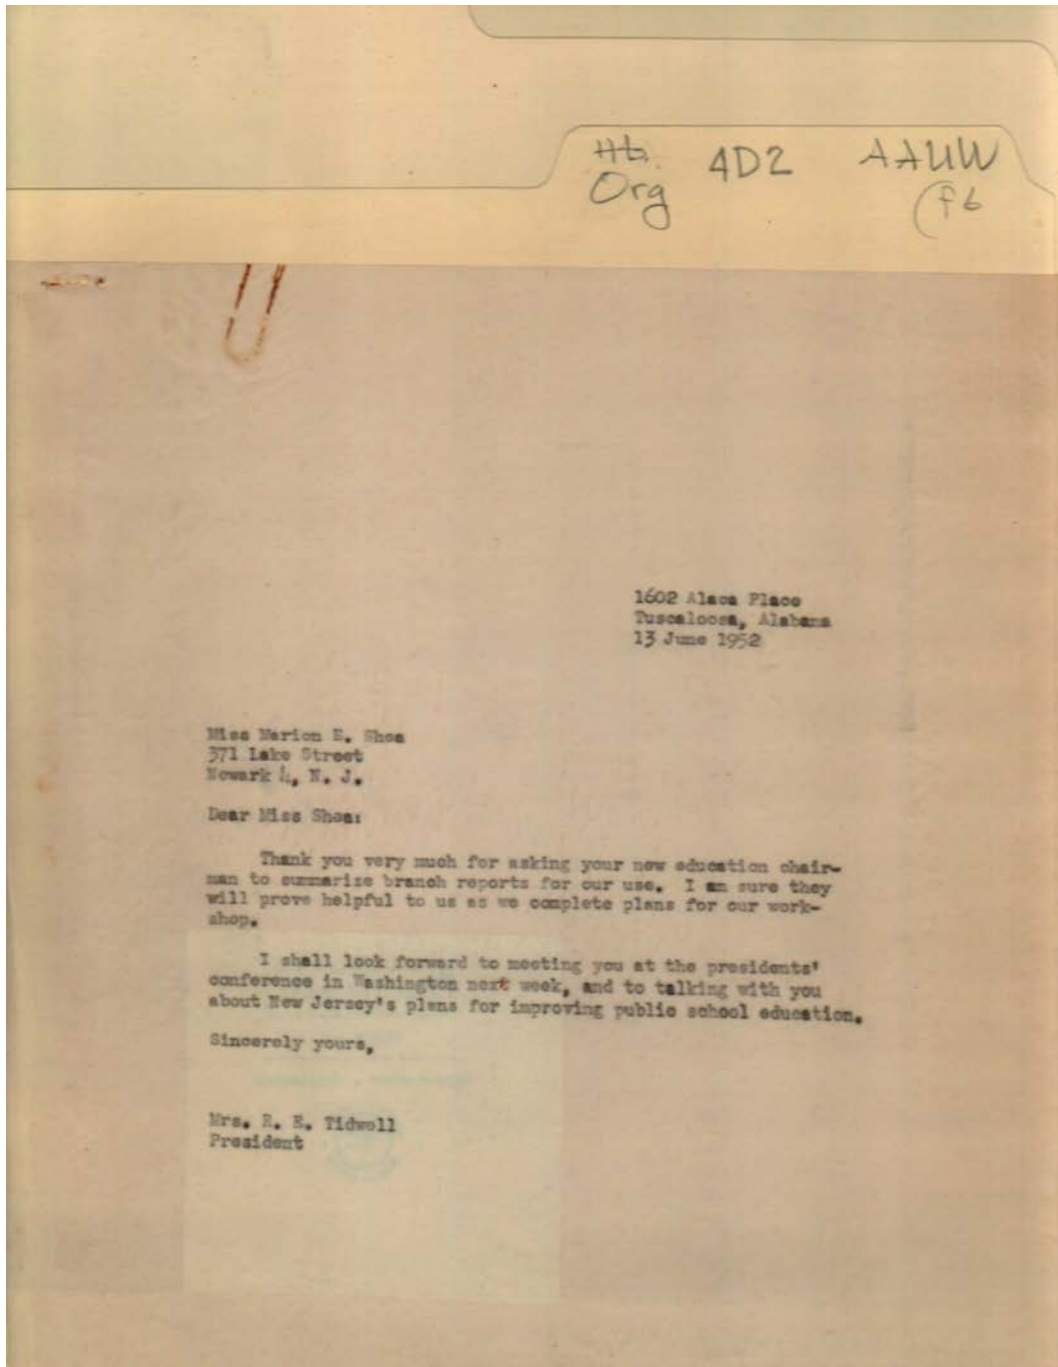 Org 4D2 AAUW
(f6
1602 Alaca Place
Tuscaloosa, Alabama
13 June 1952
Miss Marion E. Shea
371 Lake Street
Newark 4, N. J.
Dear Miss Shea:
Thank you very much for asking your new education chair-
man to summarize branch reports for our use. I am sure they
will prove helpful to us as we complete plans for our work-
shop.
I shall look forward to meeting you at the presidents'
conference in Washington next week, and to talking with you
about New Jersey's plans for improving public school education.
Sincerely yours,
Mrs. R. E. Tidwell
President